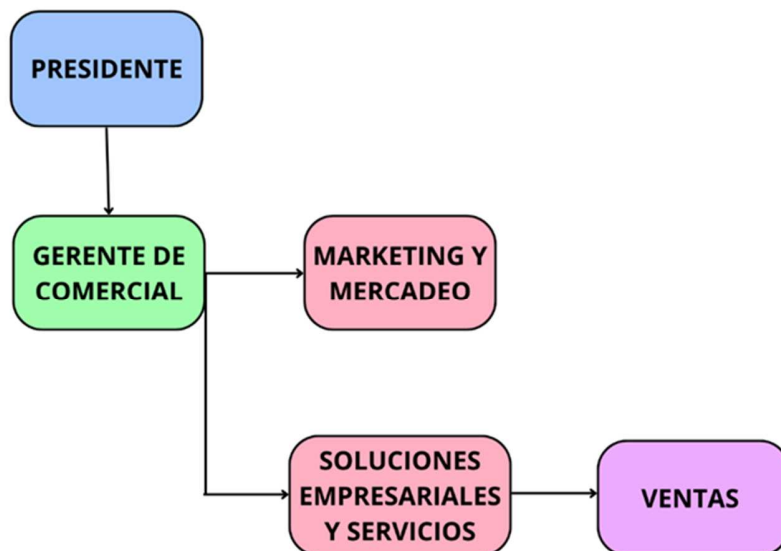 PRESIDENTE
GERENTE DE
COMERCIAL
MARKETING Y
MERCADEO
SOLUCIONES
EMPRESARIALES
Y SERVICIOS
VENTAS